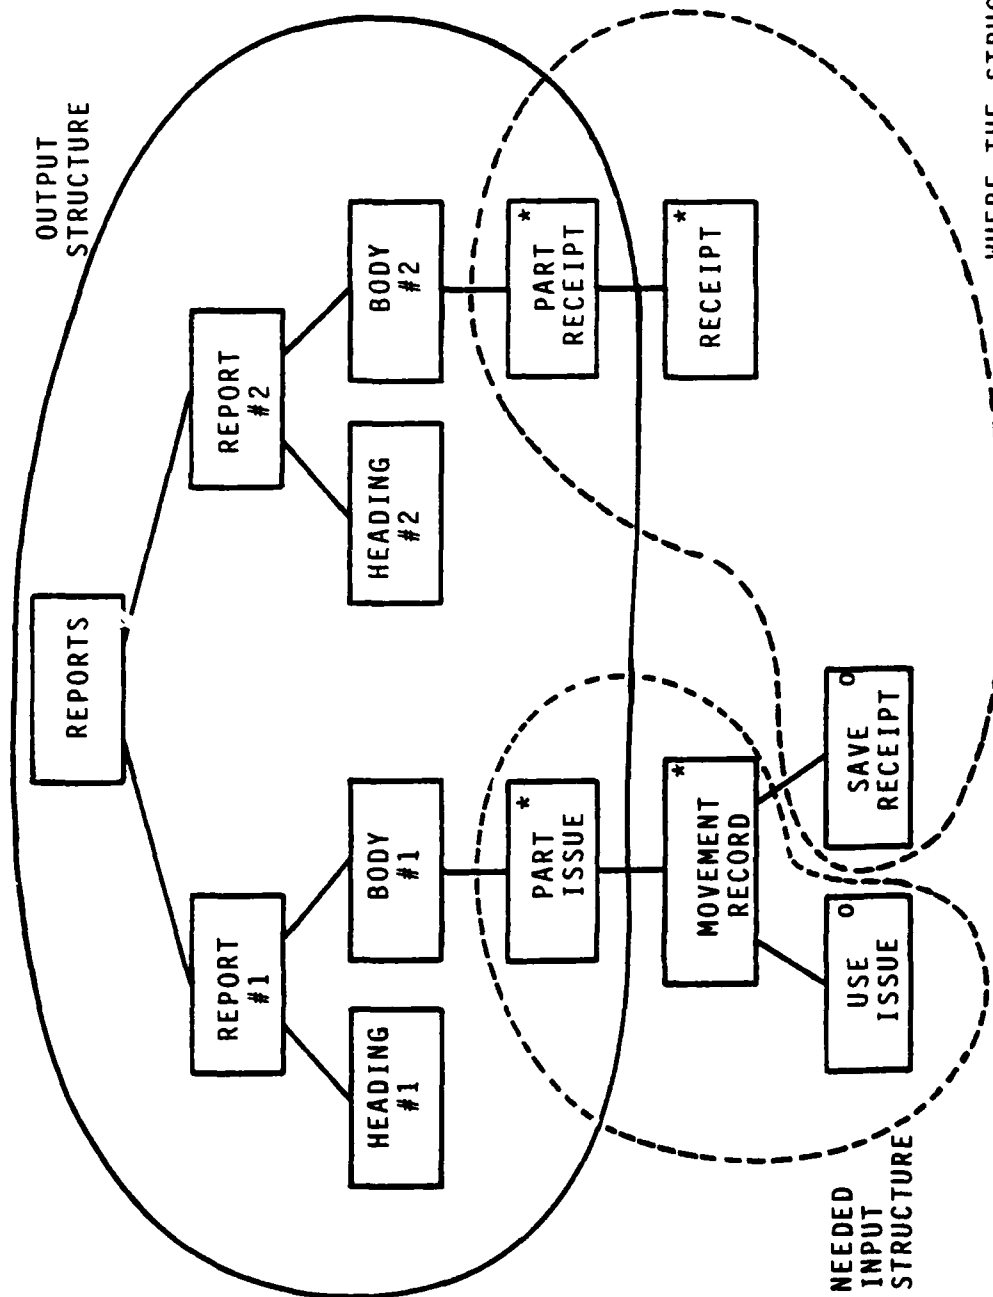 OUTPUT
STRUCTURE
REPORTS
REPORT
#1
REPORT
#2
HEADING
#1
BODY
#1
HEADING
#2
BODY
#2
PART *
ISSUE
PART *
RECEIPT
MOVEMENT *
RECORD
RECEIPT *
NEEDED
INPUT
STRUCTURE
USE O
ISSUE
SAVE O
RECEIPT
WHERE THE STRUC